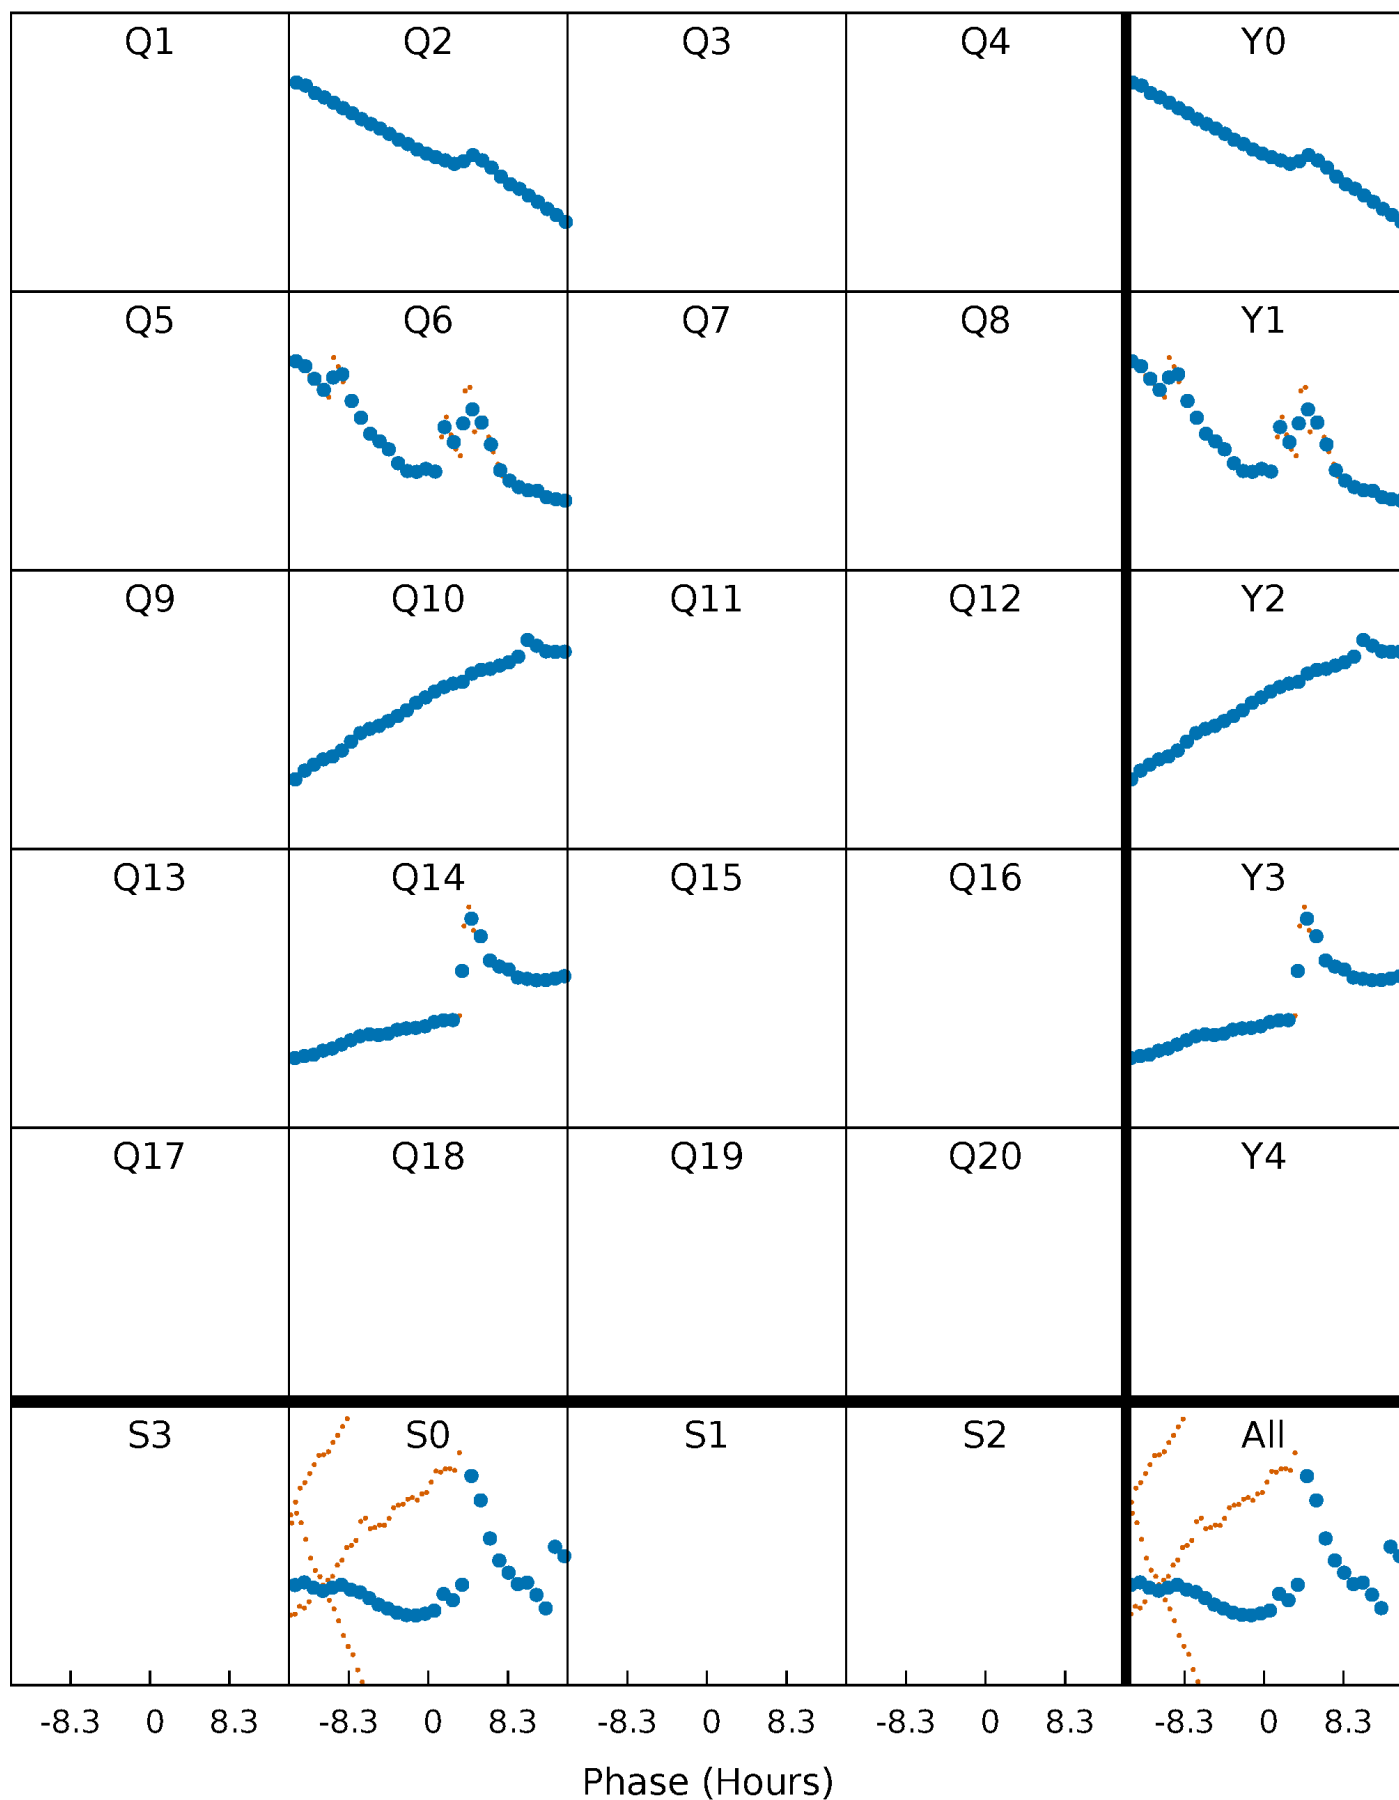 Q1 Q2 Q3 Q4 Y0
Q5 Q6 Q7 Q8 Y1
Q9 Q10 Q11 Q12 Y2
Q13 Q14 Q15 Q16 Y3
Q17 Q18 Q19 Q20 Y4
S3 S0 S1 S2 All
-8.3 0 8.3 -8.3 0 8.3 -8.3 0 8.3 -8.3 0 8.3 -8.3 0 8.3
Phase (Hours)